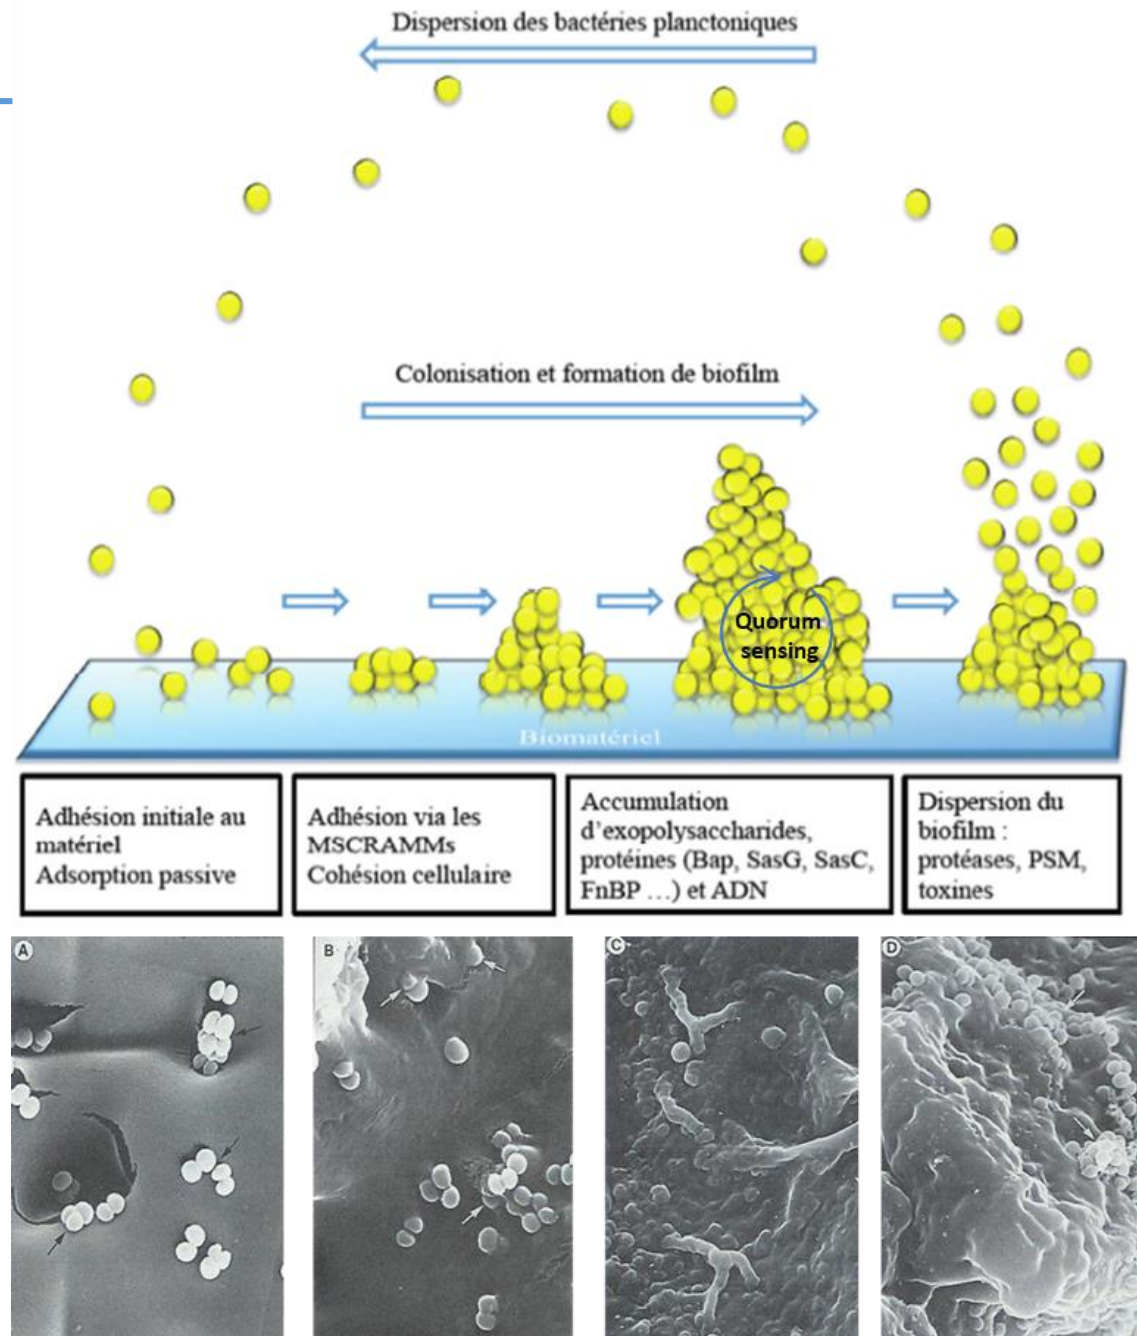 Dispersion des bactéries planctoniques
Colonisation et formation de biofilm
Quorum
sensing
Biomatériel
Adhésion initiale au
matériel
Adsorption passive
Adhésion via les
MSCRAMMs
Cohésion cellulaire
Accumulation
d'exopolysaccharides,
protéines (Bap, SasG, SasC,
FnBP ...) et ADN
Dispersion du
biofilm :
protéases, PSM,
toxines
A
B
C
D